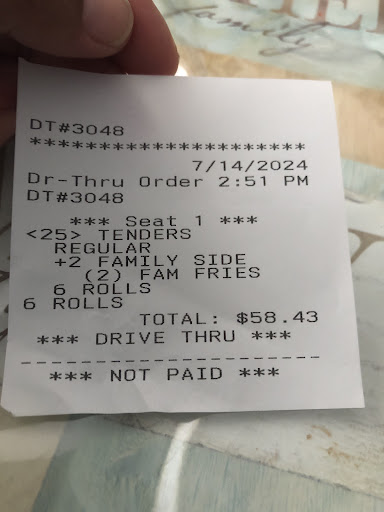 family
DT#3048
*********************
7/14/2024
Dr-Thru Order 2:51 PM
DT#3048
*** Seat 1 ***
<25> TENDERS
REGULAR
+2 FAMILY SIDE
(2) FAM FRIES
6 ROLLS
6 ROLLS
TOTAL: $58.43
*** DRIVE THRU ***
---------------------
*** NOT PAID ***